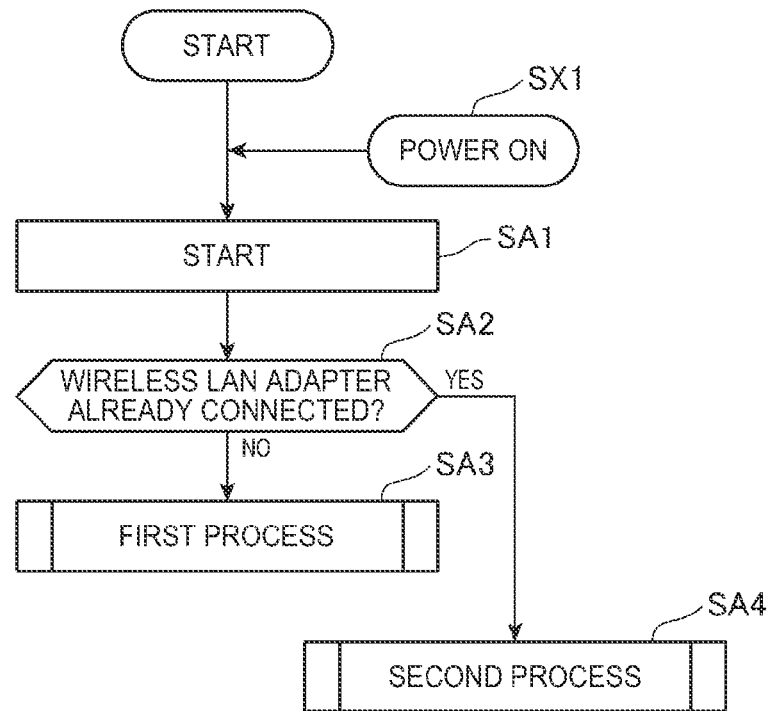 START
SX1
POWER ON
START
SA1
SA2
WIRELESS LAN ADAPTER
ALREADY CONNECTED?
YES
NO
SA3
FIRST PROCESS
SA4
SECOND PROCESS